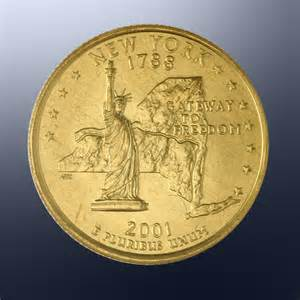 NEW YORK
1788
GATEWAY
TO
FREEDOM
2001
E PLURIBUS UNUM